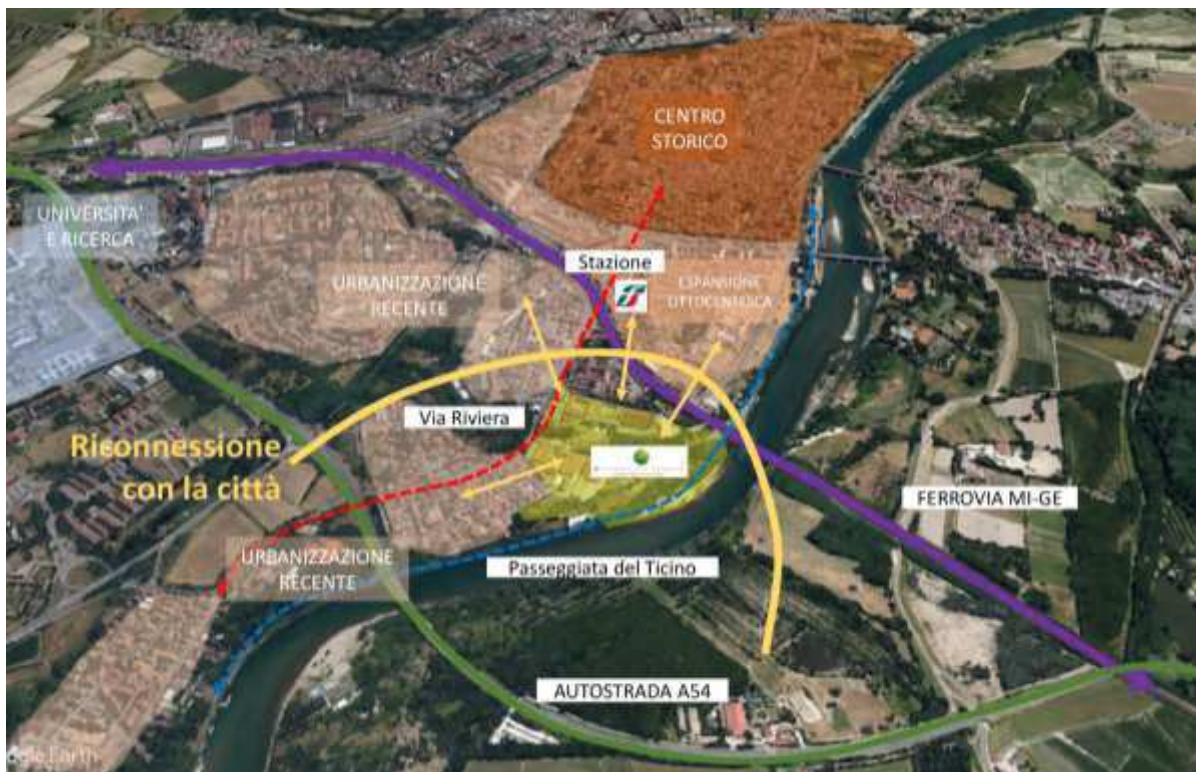 CENTRO
STORICO
UNIVERSITA'
E RICERCA
Stazione
URBANIZZAZIONE
RECENTE
ESPANSIONE
OTTOCENTESCA
Via Riviera
Riconnessione
con la città
FERROVIA MI-GE
URBANIZZAZIONE
RECENTE
Passeggiata del Ticino
AUTOSTRADA A54
Earth